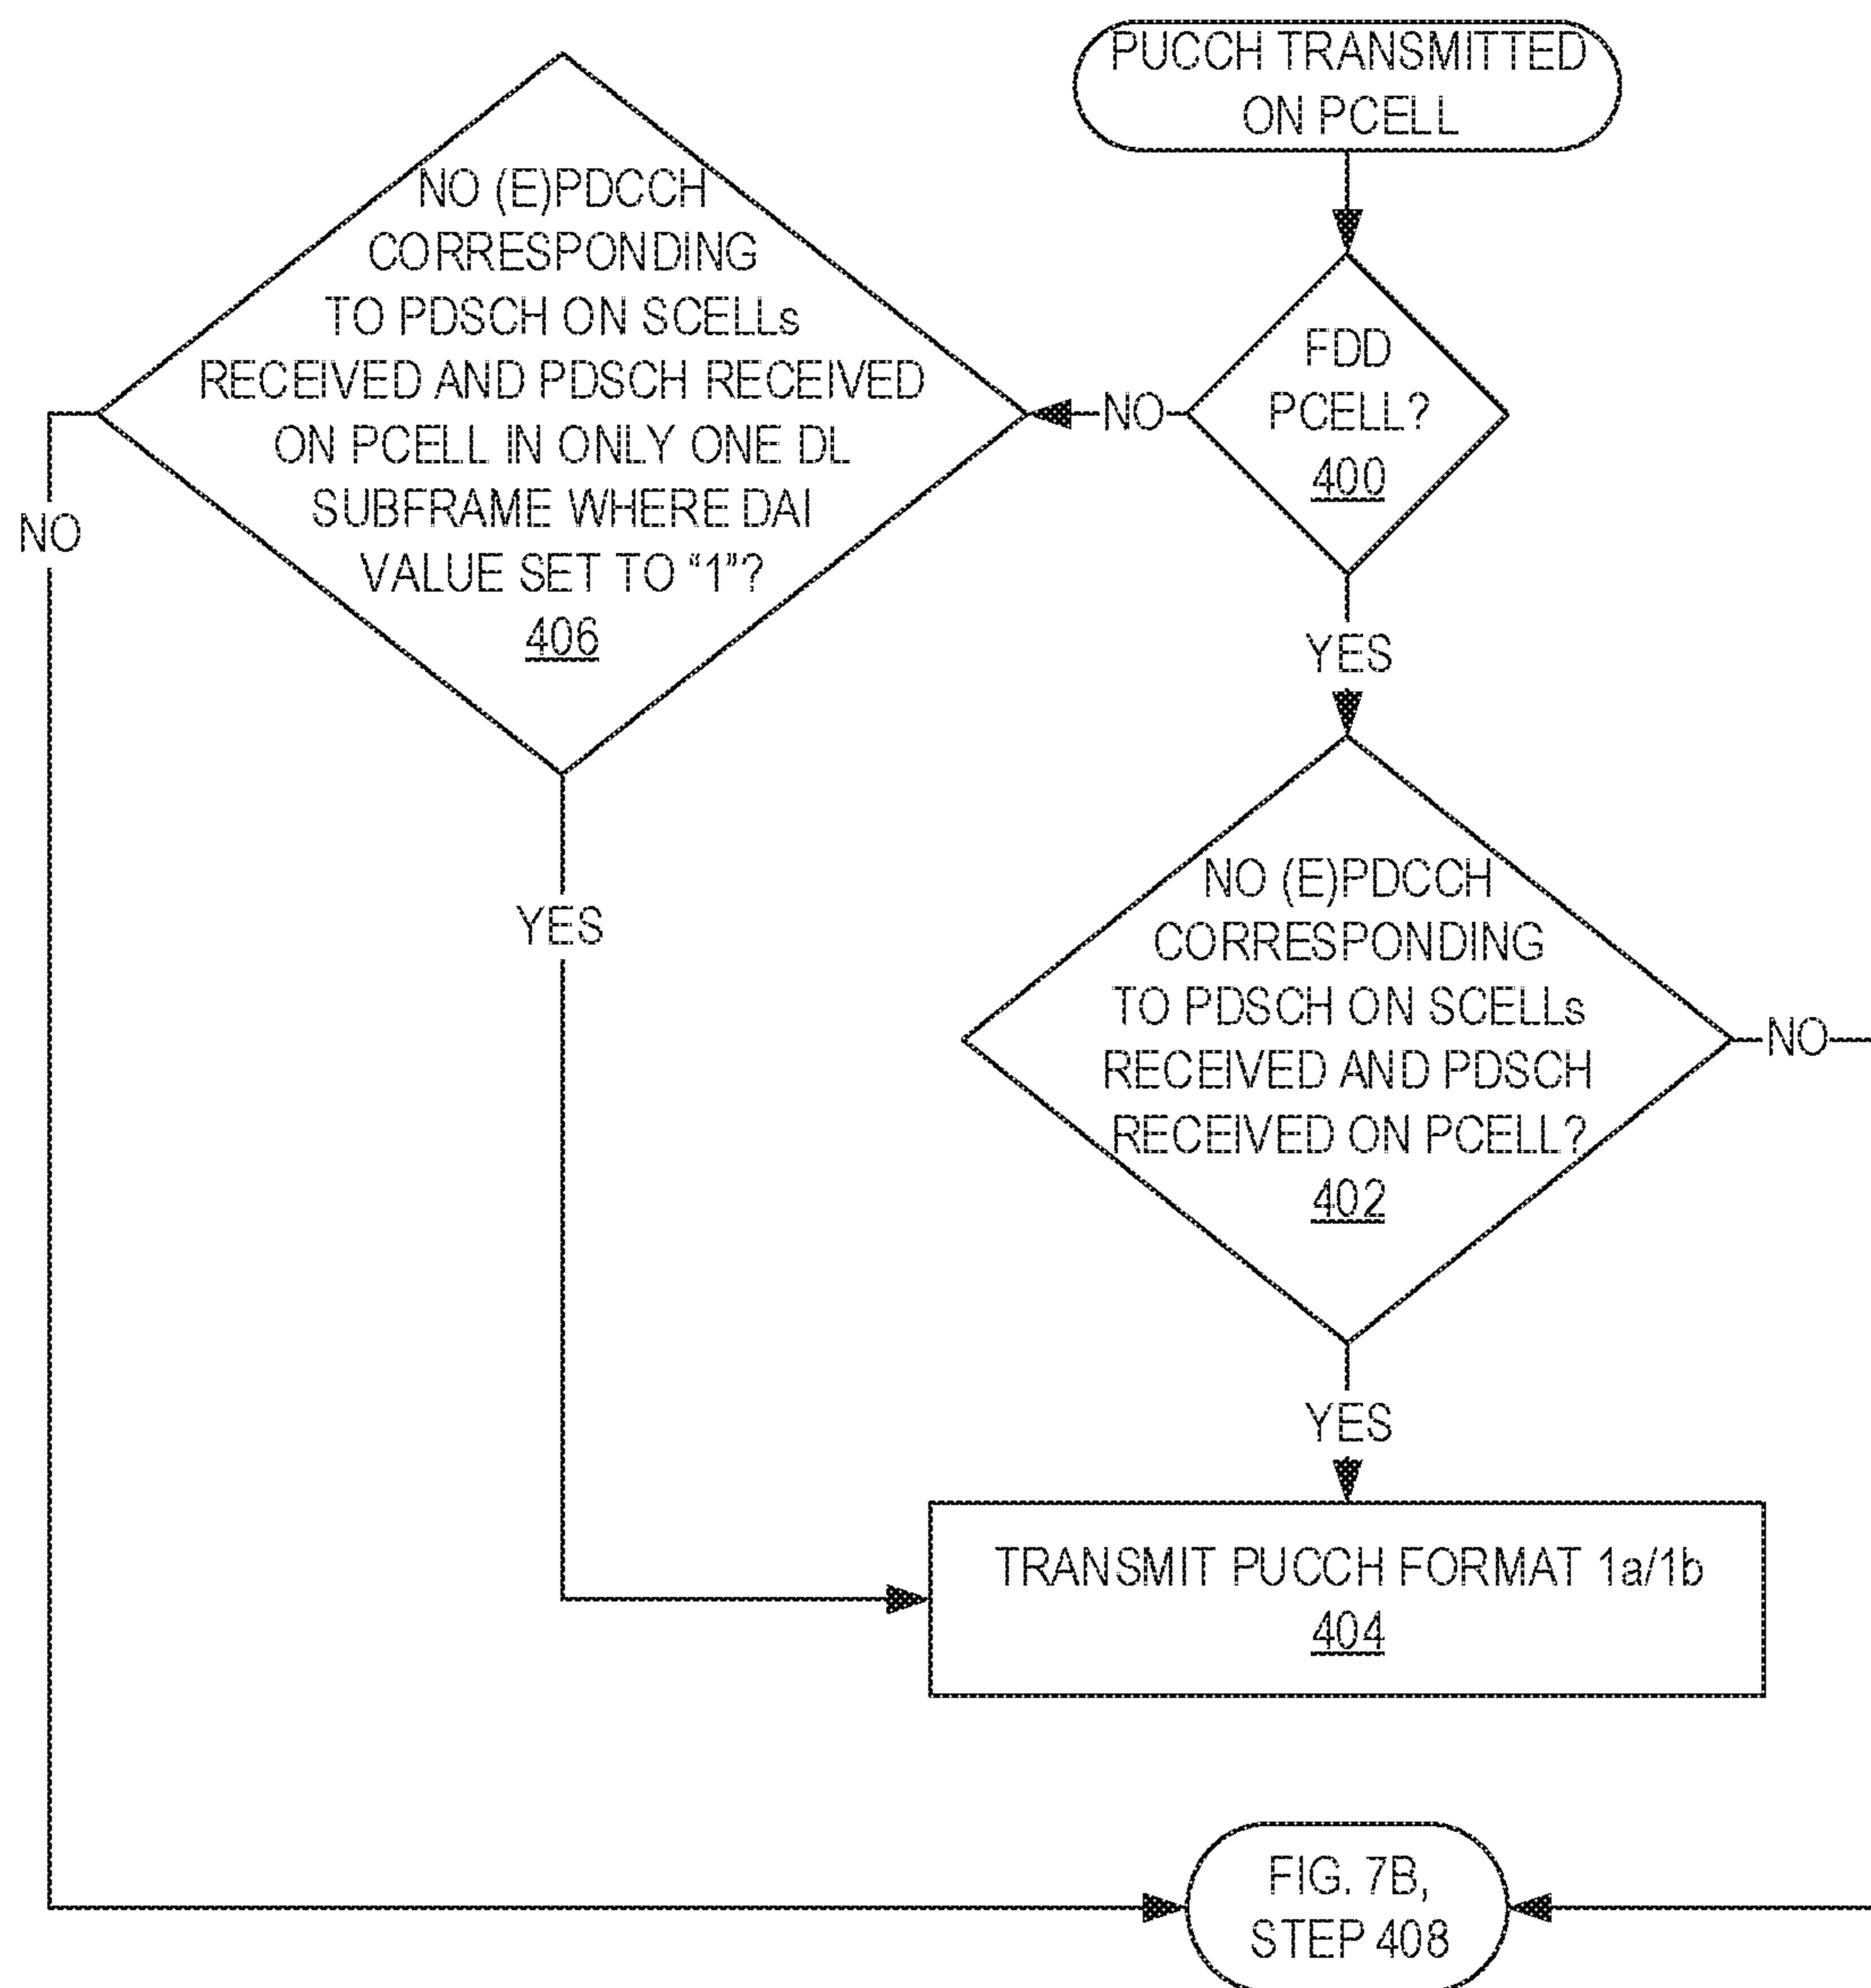 PUCCH TRANSMITTED
ON PCELL
FDD
PCELL?
400
NO
YES
NO (E)PDCCH
CORRESPONDING
TO PDSCH ON SCELLs
RECEIVED AND PDSCH RECEIVED
ON PCELL IN ONLY ONE DL
SUBFRAME WHERE DAI
VALUE SET TO “1”?
406
NO
YES
NO (E)PDCCH
CORRESPONDING
TO PDSCH ON SCELLs
RECEIVED AND PDSCH
RECEIVED ON PCELL?
402
NO
YES
TRANSMIT PUCCH FORMAT 1a/1b
404
FIG. 7B,
STEP 408